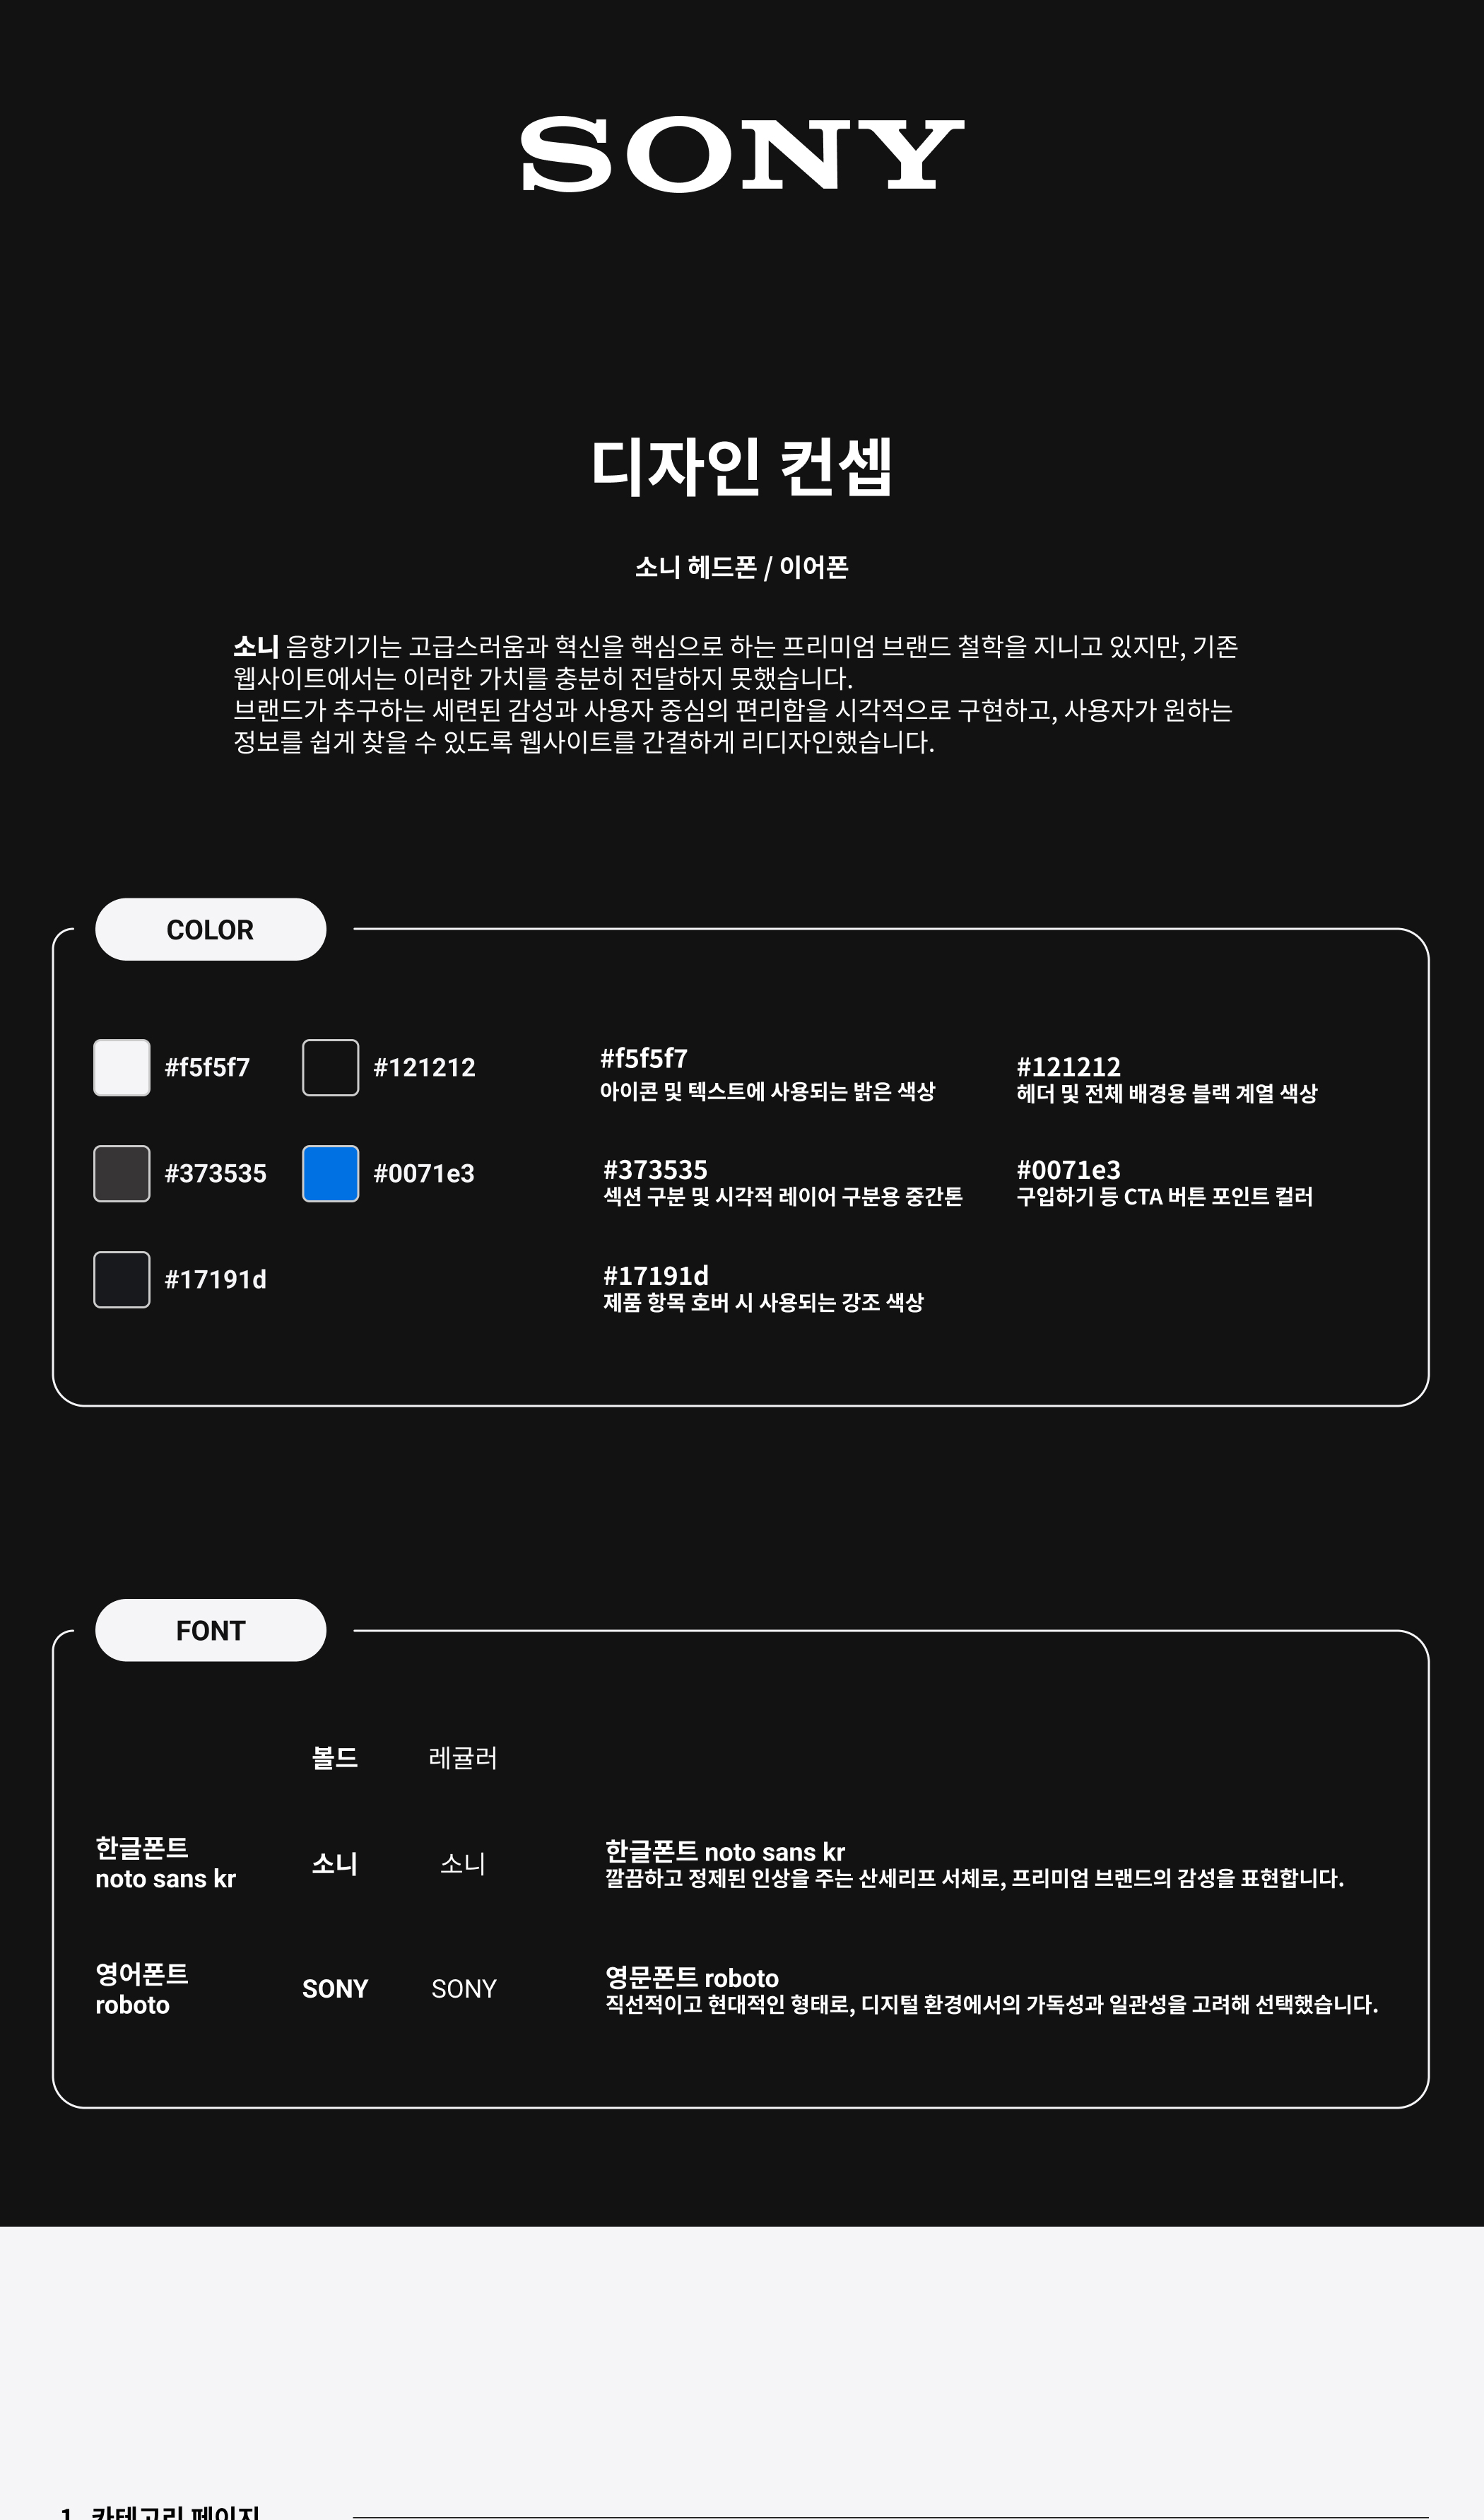 SONY
디자인 컨셉
소니 헤드폰 / 이어폰
소니 음향기기는 고급스러움과 혁신을 핵심으로 하는 프리미엄 브랜드 철학을 지니고 있지만, 기존
웹사이트에서는 이러한 가치를 충분히 전달하지 못했습니다.
브랜드가 추구하는 세련된 감성과 사용자 중심의 편리함을 시각적으로 구현하고, 사용자가 원하는
정보를 쉽게 찾을 수 있도록 웹사이트를 간결하게 리디자인했습니다.
COLOR
#f5f5f7
#121212
#373535
#0071e3
#17191d
#f5f5f7
아이콘 및 텍스트에 사용되는 밝은 색상
#121212
헤더 및 전체 배경용 블랙 계열 색상
#373535
섹션 구분 및 시각적 레이어 구분용 중간톤
#0071e3
구입하기 등 CTA 버튼 포인트 컬러
#17191d
제품 항목 호버 시 사용되는 강조 색상
FONT
볼드 레귤러
한글폰트
noto sans kr
소니 소니
한글폰트 noto sans kr
깔끔하고 정제된 인상을 주는 산세리프 서체로, 프리미엄 브랜드의 감성을 표현합니다.
영어폰트
roboto
SONY SONY
영문폰트 roboto
직선적이고 현대적인 형태로, 디지털 환경에서의 가독성과 일관성을 고려해 선택했습니다.
1 카테고리 페이지